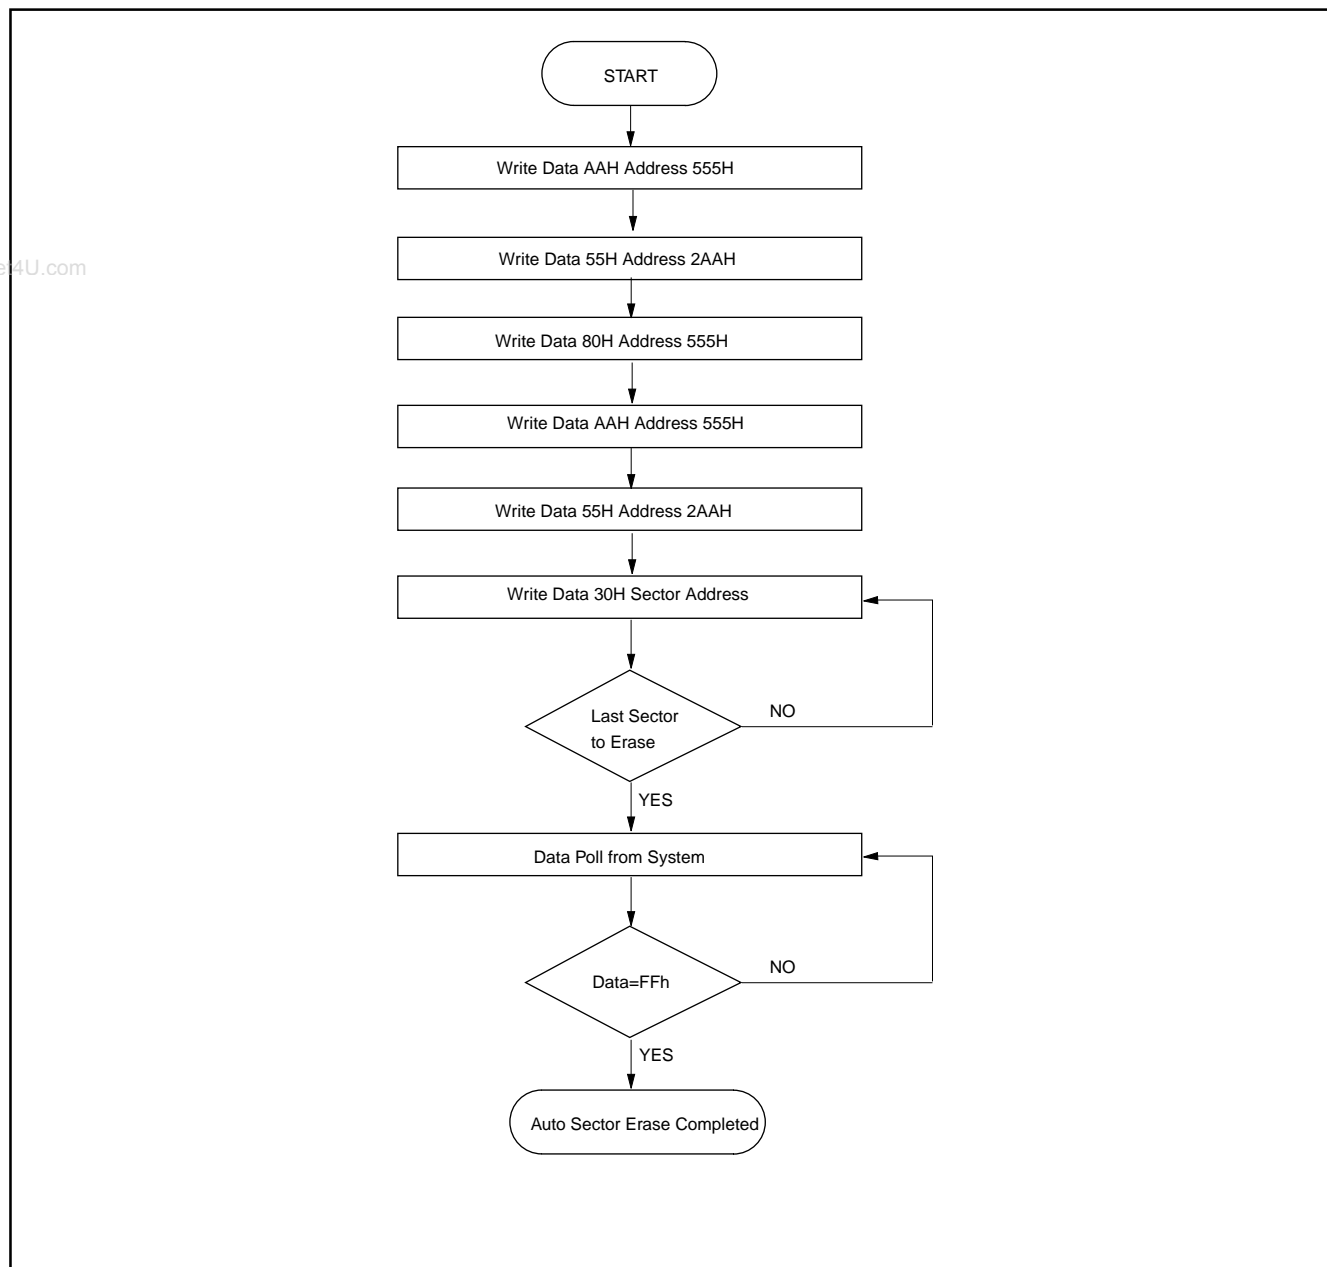 START
Write Data AAH Address 555H
Write Data 55H Address 2AAH
et4U.com
Write Data 80H Address 555H
Write Data AAH Address 555H
Write Data 55H Address 2AAH
Write Data 30H Sector Address
Last Sector
to Erase
NO
YES
Data Poll from System
Data=FFh
NO
YES
Auto Sector Erase Completed